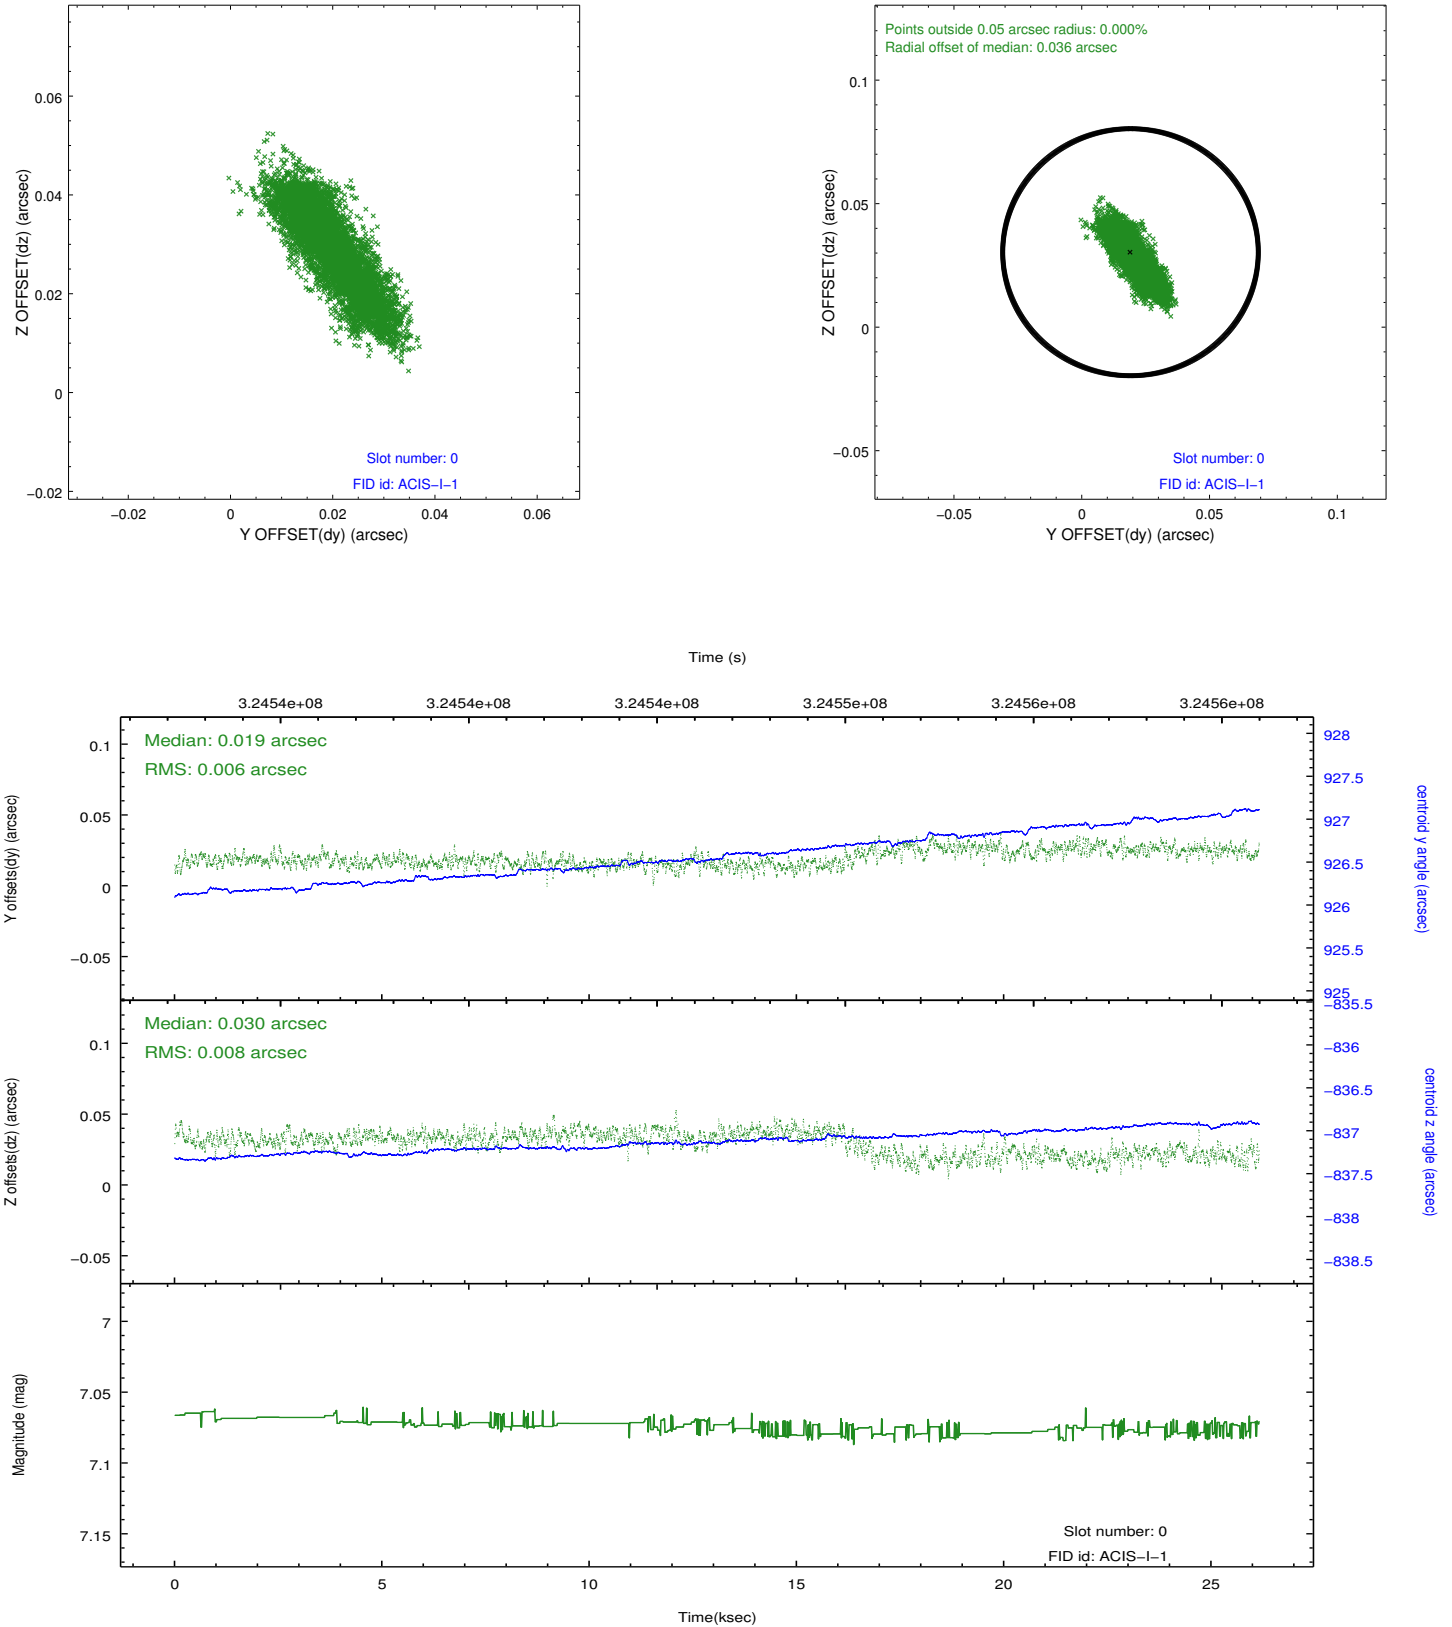 0.06
0.04
0.02
0
−0.02
Z OFFSET(dz) (arcsec)
Slot number: 0
FID id: ACIS−I−1
−0.02
0
0.02
0.04
0.06
Y OFFSET(dy) (arcsec)
Points outside 0.05 arcsec radius: 0.000%
Radial offset of median: 0.036 arcsec
0.1
0.05
0
−0.05
Z OFFSET(dz) (arcsec)
Slot number: 0
FID id: ACIS−I−1
−0.05
0
0.05
0.1
Y OFFSET(dy) (arcsec)
Time (s)
3.2454e+08
3.2454e+08
3.2454e+08
3.2455e+08
3.2456e+08
3.2456e+08
Median: 0.019 arcsec
RMS: 0.006 arcsec
0.1
0.05
0
−0.05
Y offsets(dy) (arcsec)
928
927.5
927
926.5
926
925.5
925
centroid y angle (arcsec)
Median: 0.030 arcsec
RMS: 0.008 arcsec
0.1
0.05
0
−0.05
Z offsets(dz) (arcsec)
−835.5
−836
−836.5
−837
−837.5
−838
−838.5
centroid z angle (arcsec)
7
7.05
7.1
7.15
Magnitude (mag)
Slot number: 0
FID id: ACIS−I−1
0
5
10
15
20
25
Time(ksec)